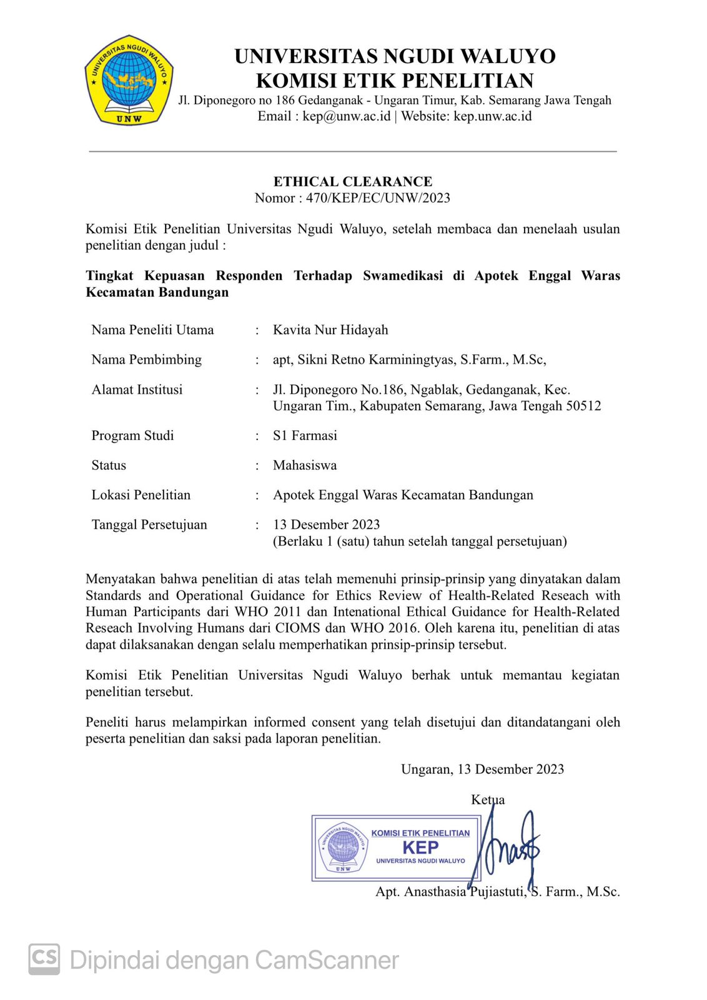 UNIVERSITAS NGUDI WALUYO
UNW
UNIVERSITAS NGUDI WALUYO
KOMISI ETIK PENELITIAN
Jl. Diponegoro no 186 Gedanganak - Ungaran Timur, Kab. Semarang Jawa Tengah
Email : kep@unw.ac.id | Website: kep.unw.ac.id
ETHICAL CLEARANCE
Nomor : 470/KEP/EC/UNW/2023
Komisi Etik Penelitian Universitas Ngudi Waluyo, setelah membaca dan menelaah usulan
penelitian dengan judul :
Tingkat Kepuasan Responden Terhadap Swamedikasi di Apotek Enggal Waras
Kecamatan Bandungan
Nama Peneliti Utama : Kavita Nur Hidayah
Nama Pembimbing : apt, Sikni Retno Karminingtyas, S.Farm., M.Sc,
Alamat Institusi : Jl. Diponegoro No.186, Ngablak, Gedanganak, Kec.
Ungaran Tim., Kabupaten Semarang, Jawa Tengah 50512
Program Studi : S1 Farmasi
Status : Mahasiswa
Lokasi Penelitian : Apotek Enggal Waras Kecamatan Bandungan
Tanggal Persetujuan : 13 Desember 2023
(Berlaku 1 (satu) tahun setelah tanggal persetujuan)
Menyatakan bahwa penelitian di atas telah memenuhi prinsip-prinsip yang dinyatakan dalam
Standards and Operational Guidance for Ethics Review of Health-Related Reseach with
Human Participants dari WHO 2011 dan Intenational Ethical Guidance for Health-Related
Reseach Involving Humans dari CIOMS dan WHO 2016. Oleh karena itu, penelitian di atas
dapat dilaksanakan dengan selalu memperhatikan prinsip-prinsip tersebut.
Komisi Etik Penelitian Universitas Ngudi Waluyo berhak untuk memantau kegiatan
penelitian tersebut.
Peneliti harus melampirkan informed consent yang telah disetujui dan ditandatangani oleh
peserta penelitian dan saksi pada laporan penelitian.
Ungaran, 13 Desember 2023
Ketua
UNIVERSITAS NGUDI WALUYO
UNW
KOMISI ETIK PENELITIAN
KEP
UNIVERSITAS NGUDI WALUYO
Apt. Anasthasia Pujiastuti, S. Farm., M.Sc.
CS Dipindai dengan CamScanner